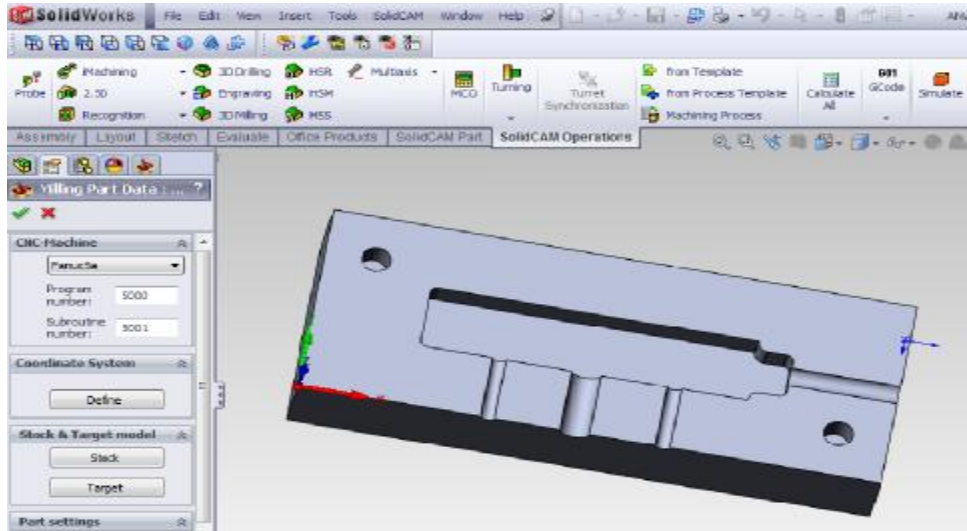 SolidWorks File Edit View Insert Tools SolidCAM Window Help
iMachining 3D Drilling HSR Multiaxis from Template
Probe 2.5D Engraving HSM MCO Turning Turret Synchronization from Process Template Calculate All G01 GCode Simulate
Recognition 3D Milling HSS Machining Process
Assembly Layout Sketch Evaluate Office Products SolidCAM Part SolidCAM Operations
Milling Part Data : ... ?
CNC-Machine
Program number: 5000
Subroutine number:
Coordinate System
Define
Stock & Target model
Stock
Target
Part settings